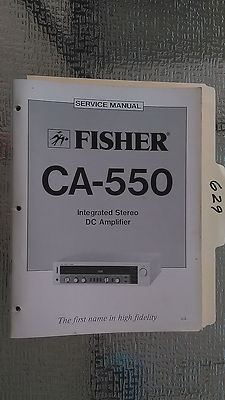 SERVICE MANUAL
FISHER
CA-550
Integrated Stereo
DC Amplifier
The first name in high fidelity
629